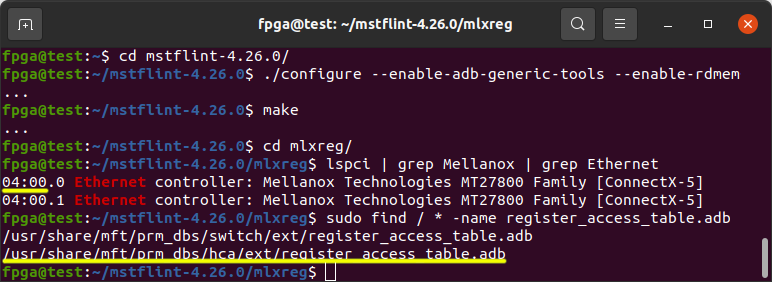 fpga@test: ~/mstflint-4.26.0/mlxreg
fpga@test:~$ cd mstflint-4.26.0/
fpga@test:~/mstflint-4.26.0$ ./configure --enable-adb-generic-tools --enable-rdmem
...
fpga@test:~/mstflint-4.26.0$ make
...
fpga@test:~/mstflint-4.26.0$ cd mlxreg/
fpga@test:~/mstflint-4.26.0/mlxreg$ lspci | grep Mellanox | grep Ethernet
04:00.0 Ethernet controller: Mellanox Technologies MT27800 Family [ConnectX-5]
04:00.1 Ethernet controller: Mellanox Technologies MT27800 Family [ConnectX-5]
fpga@test:~/mstflint-4.26.0/mlxreg$ sudo find / * -name register_access_table.adb
/usr/share/mft/prm_dbs/switch/ext/register_access_table.adb
/usr/share/mft/prm_dbs/hca/ext/register_access_table.adb
fpga@test:~/mstflint-4.26.0/mlxreg$